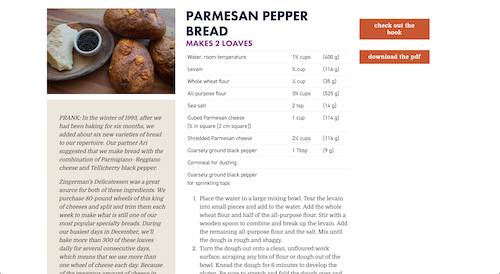 PARMESAN PEPPER
BREAD
MAKES 2 LOAVES
check out the
book
download the pdf
Water, room temperature 1¾ cups (400 g)
Levain ½ cup (114 g)
Whole wheat flour ¼ cup (35 g)
All-purpose flour 3¾ cups (525 g)
Sea salt 2 tsp (14 g)
Cubed Parmesan cheese 1 cup (114 g)
(¾ in square [2 cm square])
Shredded Parmesan cheese 2¼ cups (114 g)
Coarsely ground black pepper 1 Tbsp (9 g)
Cornmeal for dusting
Coarsely ground black pepper
for sprinkling tops
FRANK: In the winter of 1993, after we
had been baking for six months, we
added about six new varieties of bread
to our repertoire. Our partner Ari
suggested that we make bread with the
combination of Parmigiano- Reggiano
cheese and Tellicherry black pepper.
Zingerman's Delicatessen was a great
source for both of these ingredients. We
purchase 80-pound wheels of this king
of cheeses and split and trim them each
week to make what is still one of our
most popular specialty breads. During
our busiest days in December, we'll
bake more than 300 of these loaves
daily for several consecutive days,
which means that we use more than
one wheel of cheese each day. Because
of the generous amount of cheese in
1. Place the water in a large mixing bowl. Tear the levain
into small pieces and add to the water. Add the whole
wheat flour and half of the all-purpose flour. Stir with a
wooden spoon to combine and break up the levain. Add
the remaining all-purpose flour and the salt. Mix until
the dough is rough and shaggy.
2. Turn the dough out onto a clean, unfloured work
surface, scraping any bits of flour or dough out of the
bowl. Knead the dough for 6 minutes to develop the
gluten. Be sure to stretch and fold the dough over and